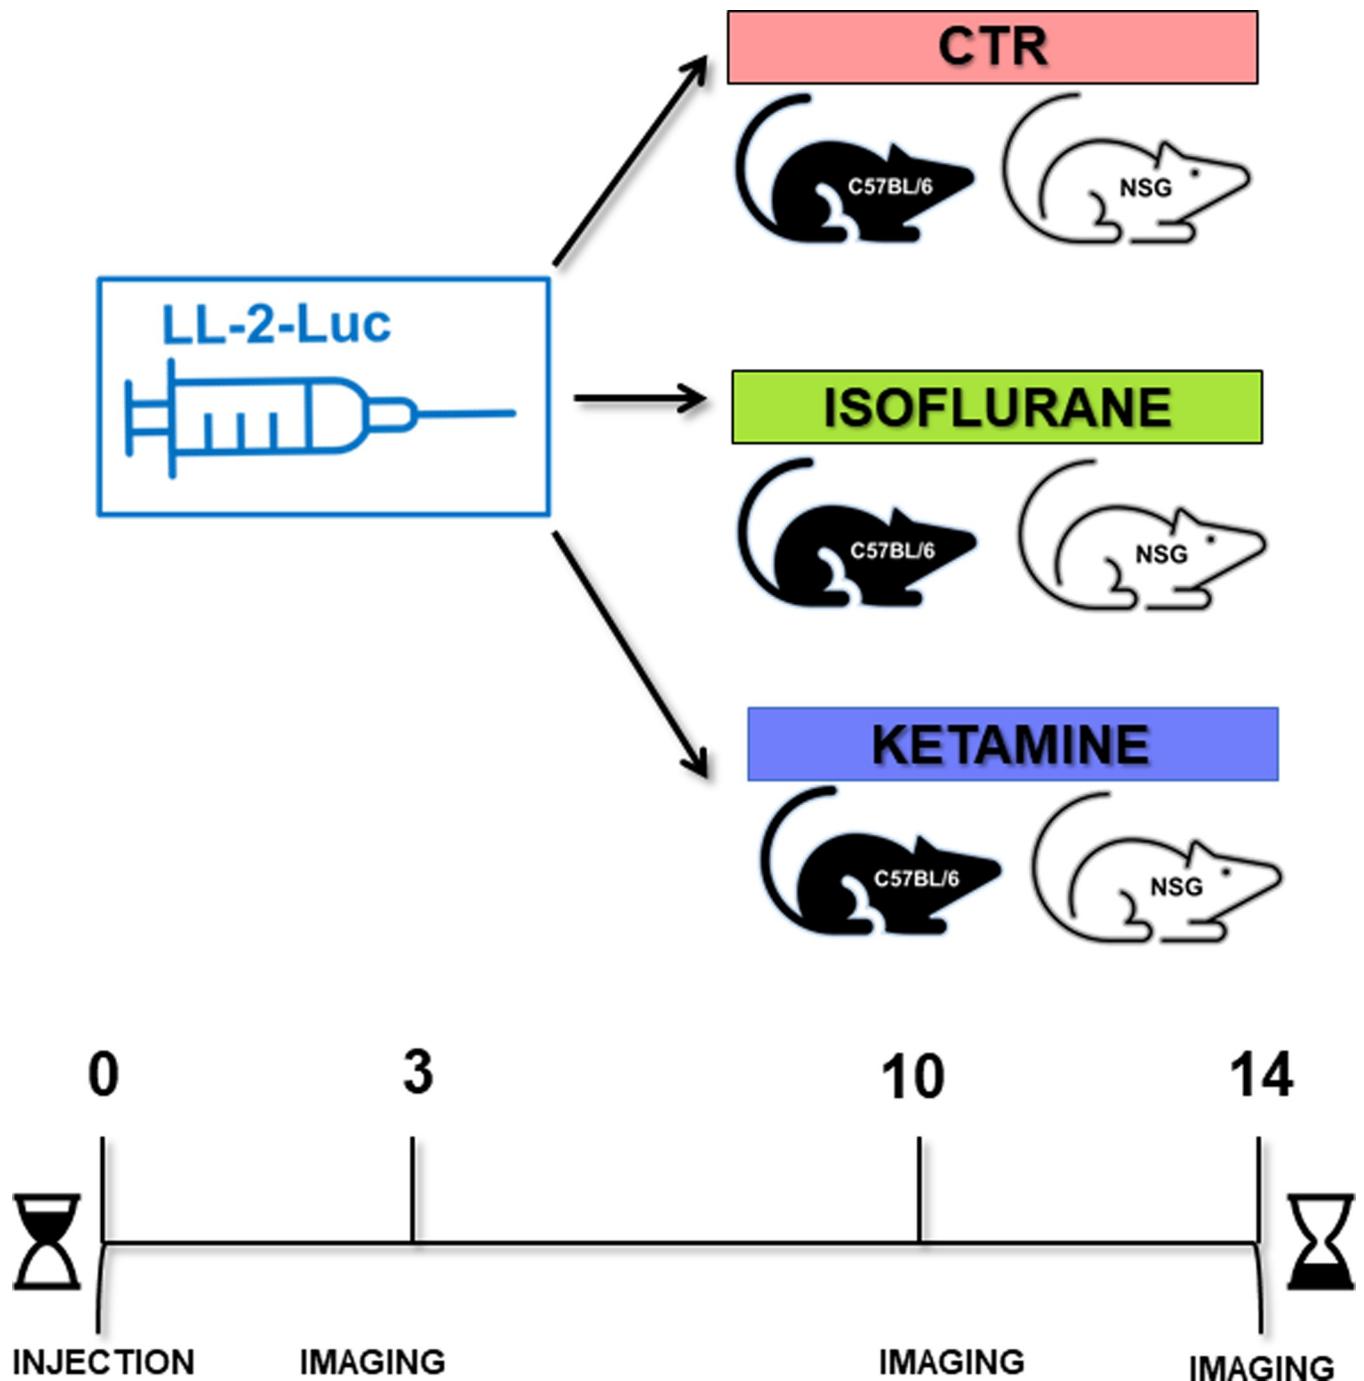 CTR
C57BL/6
NSG
LL-2-Luc
ISOFLURANE
C57BL/6
NSG
KETAMINE
C57BL/6
NSG
0
3
10
14
INJECTION
IMAGING
IMAGING
IMAGING